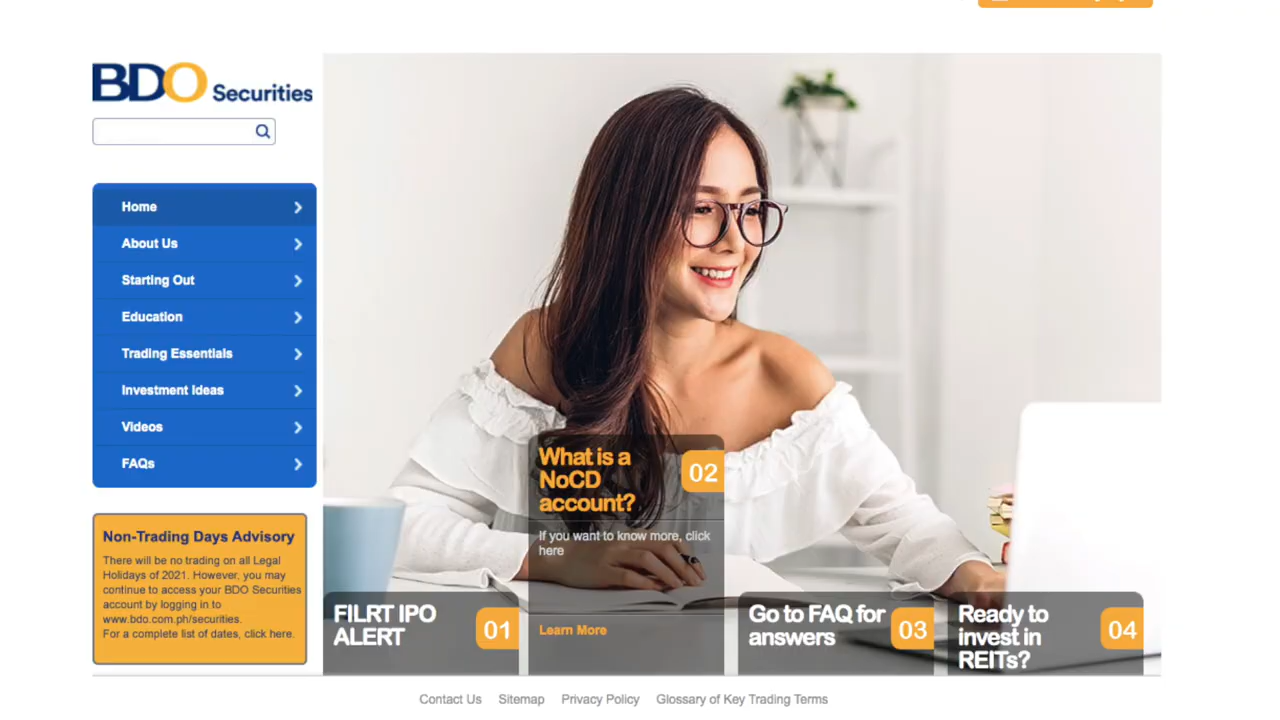 BDO Securities
Home
About Us
Starting Out
Education
Trading Essentials
Investment Ideas
Videos
FAQs
Non-Trading Days Advisory
There will be no trading on all Legal
Holidays of 2021. However, you may
continue to access your BDO Securities
account by logging in to
www.bdo.com.ph/securities.
For a complete list of dates, click here.
FILRT IPO
ALERT
01
What is a
NoCD
account?
02
If you want to know more, click
here
Learn More
Go to FAQ for
answers
03
Ready to
invest in
REITs?
04
Contact Us Sitemap Privacy Policy Glossary of Key Trading Terms